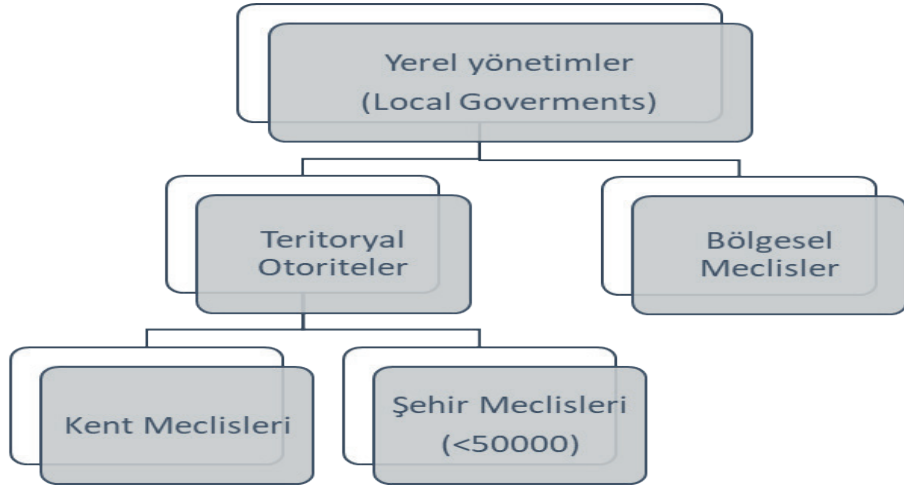 Yerel yönetimler
(Local Goverments)
Teritoryal
Otoriteler
Bölgesel
Meclisler
Kent Meclisleri
Şehir Meclisleri
(<50000)